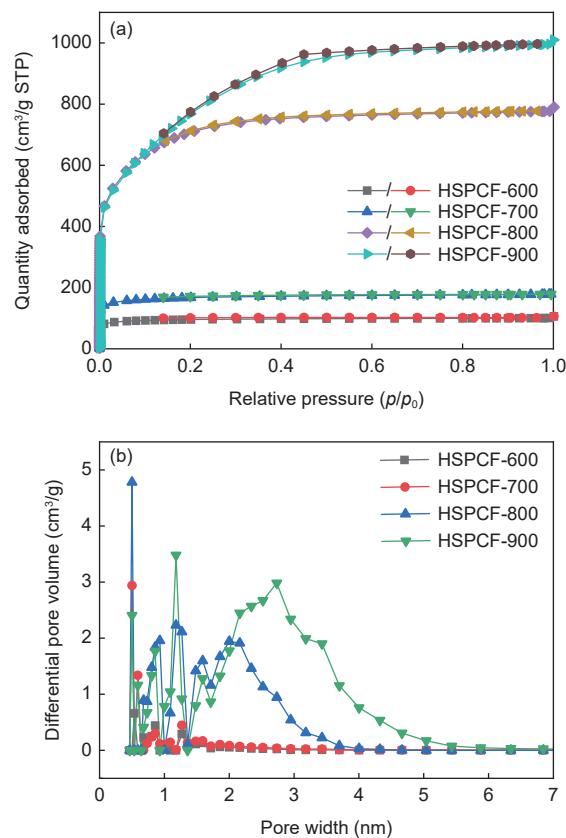 (a)
1000
800
600
400
200
0
Quantity adsorbed (cm³/g STP)
HSPCF-600
HSPCF-700
HSPCF-800
HSPCF-900
0.0 0.2 0.4 0.6 0.8 1.0
Relative pressure (p/p₀)
(b)
5
4
3
2
1
0
Differential pore volume (cm³/g)
HSPCF-600
HSPCF-700
HSPCF-800
HSPCF-900
0 1 2 3 4 5 6 7
Pore width (nm)